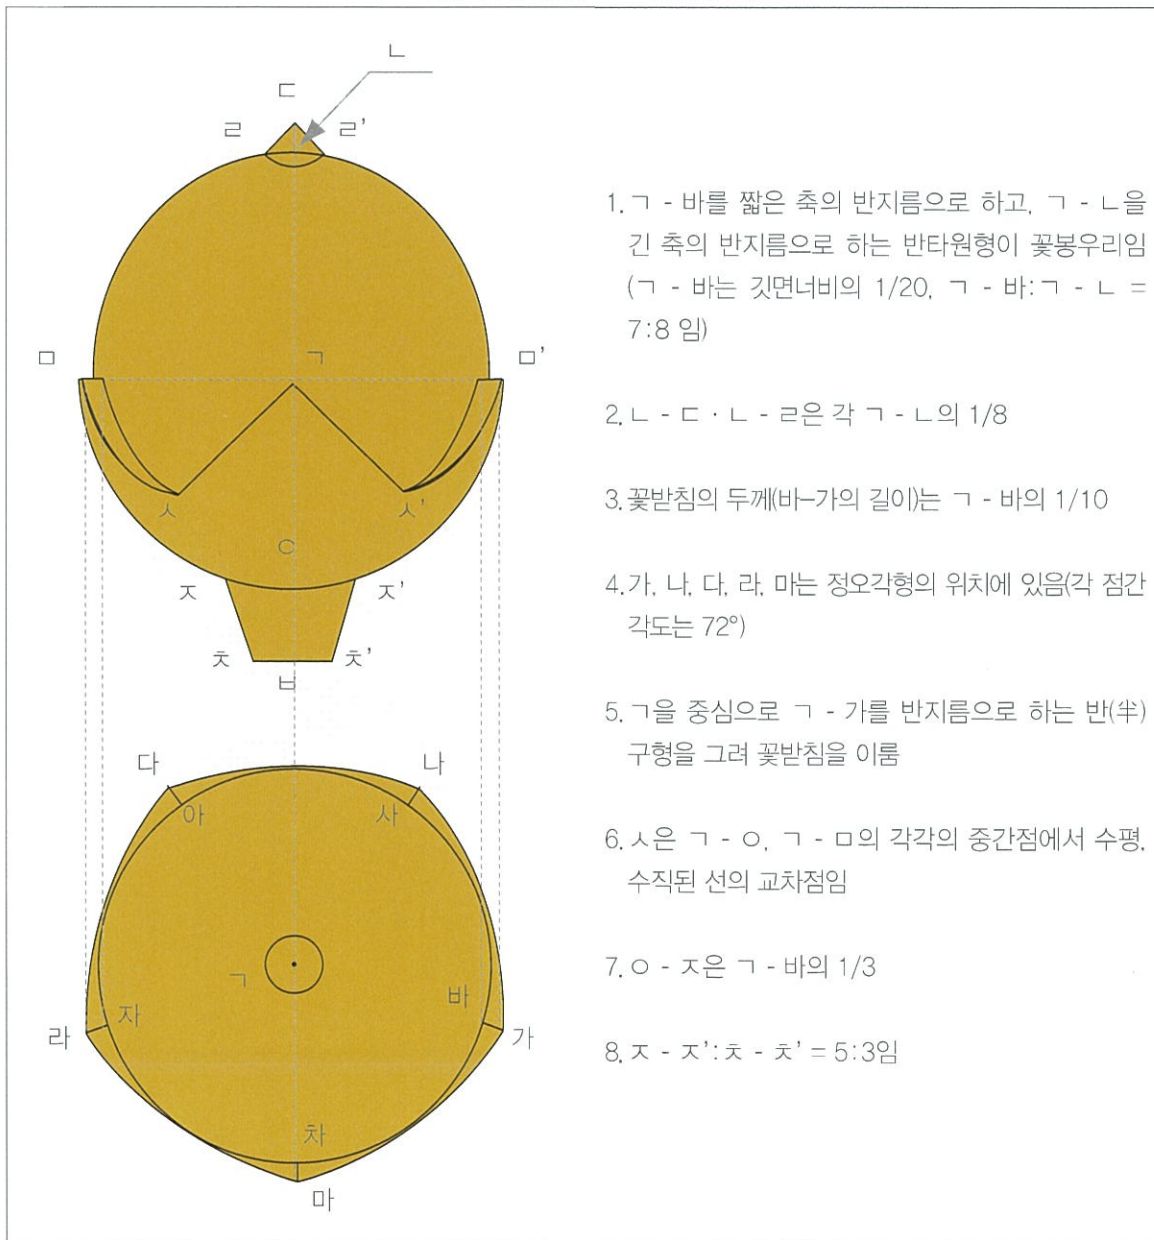 ㄴ
ㄷ
ㄹ ㄹ'
ㅁ ㄱ ㅁ'
ㅅ ㅅ'
ㅇ
ㅈ ㅈ'
ㅊ ㅊ'
ㅂ
다 나
아 사
ㄱ
자 바
라 가
차
마
1. ㄱ - 바를 짧은 축의 반지름으로 하고, ㄱ - ㄴ을
긴 축의 반지름으로 하는 반타원형이 꽃봉우리임
(ㄱ - 바는 깃면너비의 1/20, ㄱ - 바:ㄱ - ㄴ =
7:8 임)
2. ㄴ - ㄷ · ㄴ - ㄹ은 각 ㄱ - ㄴ의 1/8
3. 꽃받침의 두께(바-가의 길이)는 ㄱ - 바의 1/10
4. 가, 나, 다, 라, 마는 정오각형의 위치에 있음(각 점간
각도는 72°)
5. ㄱ을 중심으로 ㄱ - 가를 반지름으로 하는 반(半)
구형을 그려 꽃받침을 이룸
6. ㅅ은 ㄱ - ㅇ, ㄱ - ㅁ의 각각의 중간점에서 수평,
수직된 선의 교차점임
7. ㅇ - ㅈ은 ㄱ - 바의 1/3
8. ㅈ - ㅈ':ㅊ - ㅊ' = 5:3임